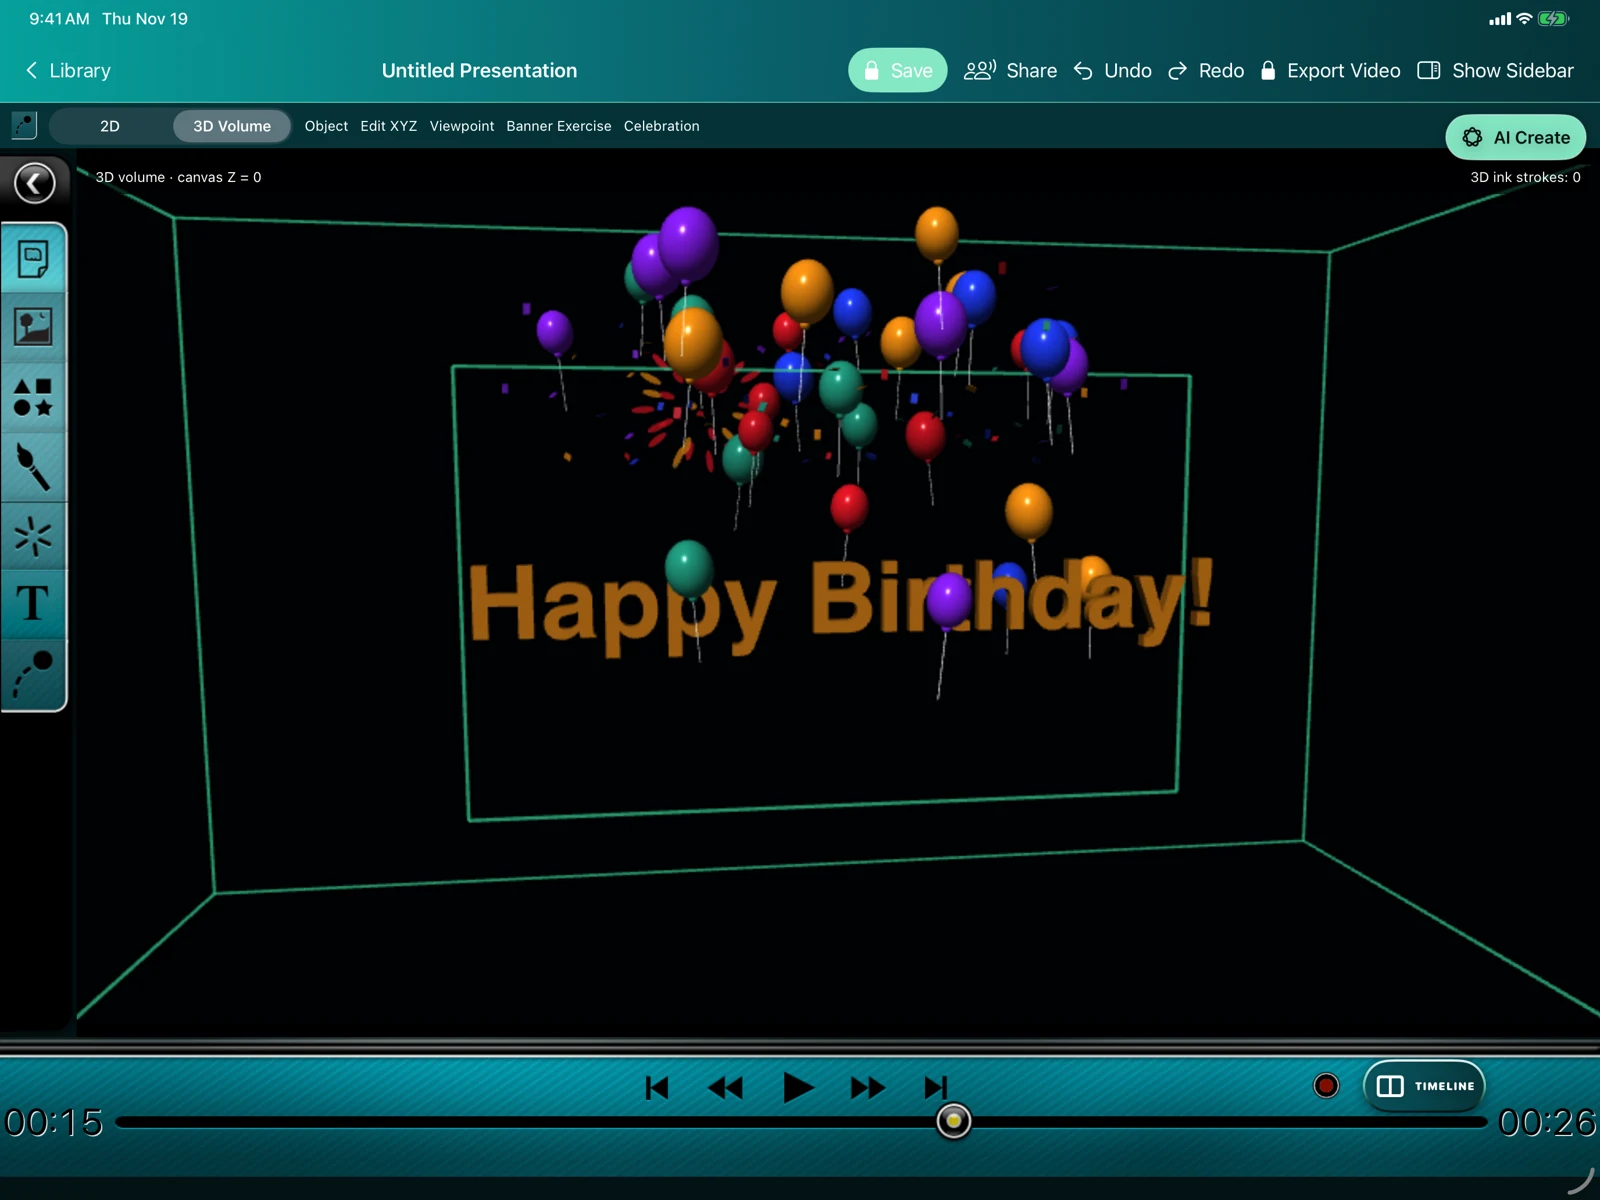 9:41 AM Thu Nov 19
Library
Untitled Presentation
Save
Share
Undo
Redo
Export Video
Show Sidebar
2D
3D Volume
Object
Edit XYZ
Viewpoint
Banner Exercise
Celebration
AI Create
3D volume · canvas Z = 0
3D ink strokes: 0
T
Happy Birthday!
TIMELINE
00:15
00:26